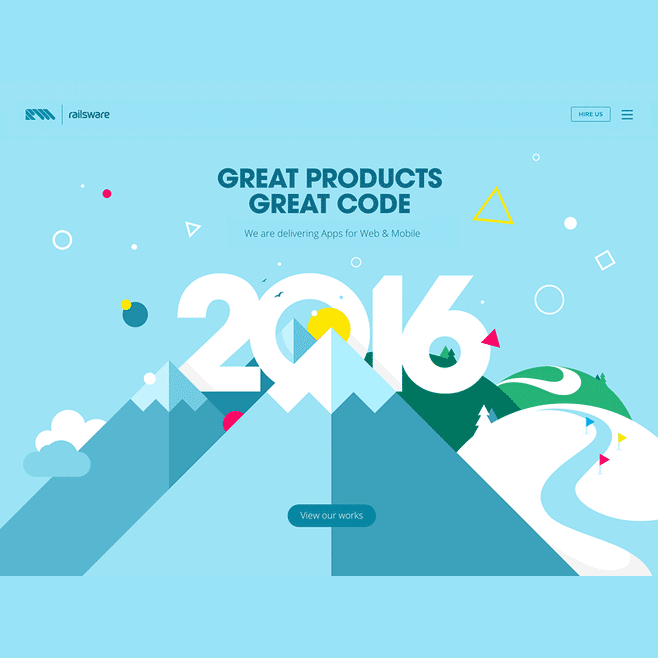 railsware
HIRE US
GREAT PRODUCTS
GREAT CODE
We are delivering Apps for Web & Mobile
2016
View our works